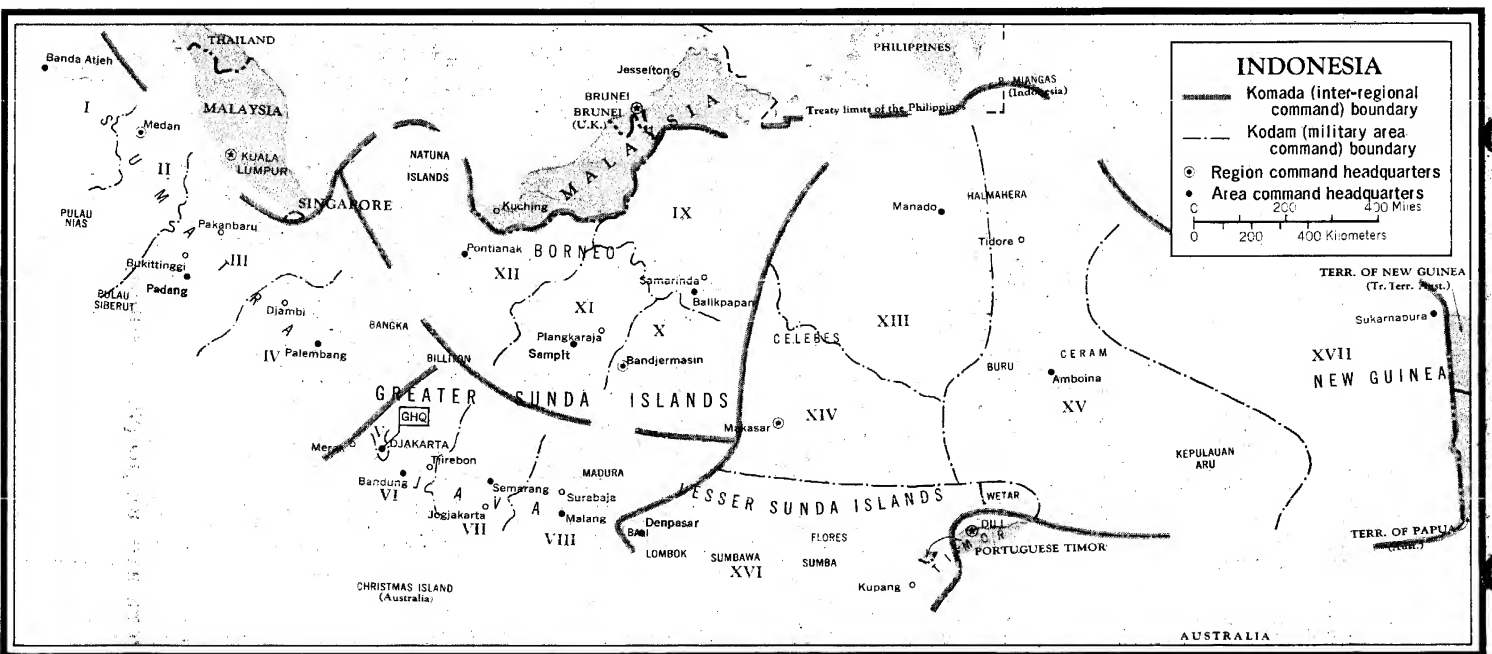 INDONESIA
Komada (inter-regional
command) boundary
Kodam (military area
command) boundary
Region command headquarters
Area command headquarters
0 200 400 Miles
0 200 400 Kilometers
THAILAND
Banda Atjeh
I
MALAYSIA
Medan
II
KUALA
LUMPUR
SUMATRA
SINGAPORE
PULAU
NIAS
Pakanbaru
Bukittinggi
III
Padang
PULAU
SIBERUT
Djambi
IV
Palembang
BANGKA
BILLITON
NATUNA
ISLANDS
PHILIPPINES
Jesselton
BRUNEI
BRUNEI
(U.K.)
MALAYSIA
Kuching
P. MIANGAS
(Indonesia)
Treaty limits of the Philippines
IX
Pontianak
BORNEO
XII
Samarinda
Balikpapan
XI
X
Plangkaraja
Sampit
Bandjermasin
GREATER SUNDA ISLANDS
Manado
HALMAHERA
Tidore
XIII
CELEBES
CERAM
BURU
Amboina
XV
XIV
Makasar
TERR. OF NEW GUINEA
Sukarnapura
XVII
NEW GUINEA
KEPULAUAN
ARU
GHQ
V
DJAKARTA
Tjirebon
Bandung
VI
JAVA
Semarang
Jogjakarta
VII
MADURA
Surabaja
Malang
VIII
Denpasar
BALI
LOMBOK
SUMBAWA
XVI
FLORES
SUMBA
LESSER SUNDA ISLANDS
WETAR
DILI
TIMOR
PORTUGUESE TIMOR
Kupang
TERR. OF PAPUA
(Aust.)
CHRISTMAS ISLAND
(Australia)
AUSTRALIA